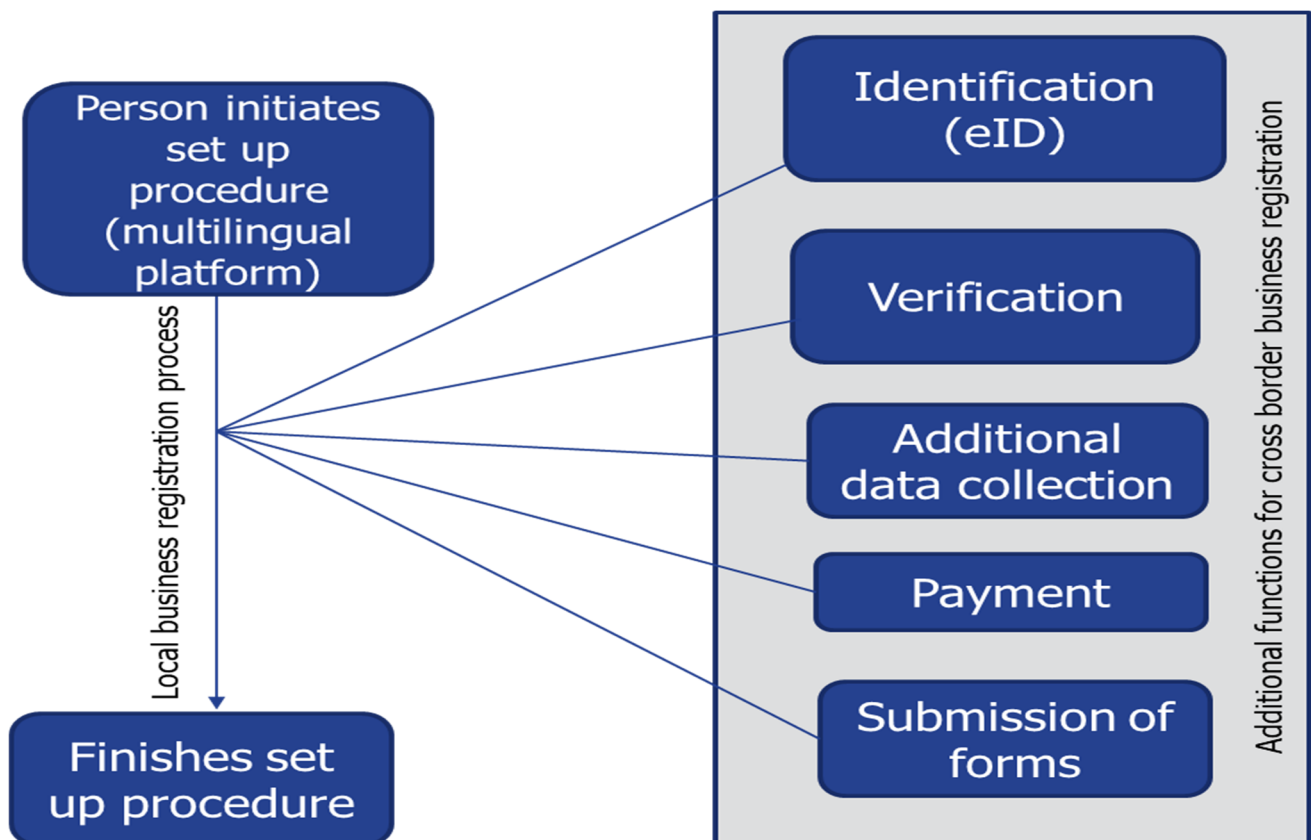 Person initiates
set up
procedure
(multilingual
platform)
Local business registration process
Finishes set
up procedure
Identification
(eID)
Verification
Additional
data collection
Payment
Submission of
forms
Additional functions for cross border business registration